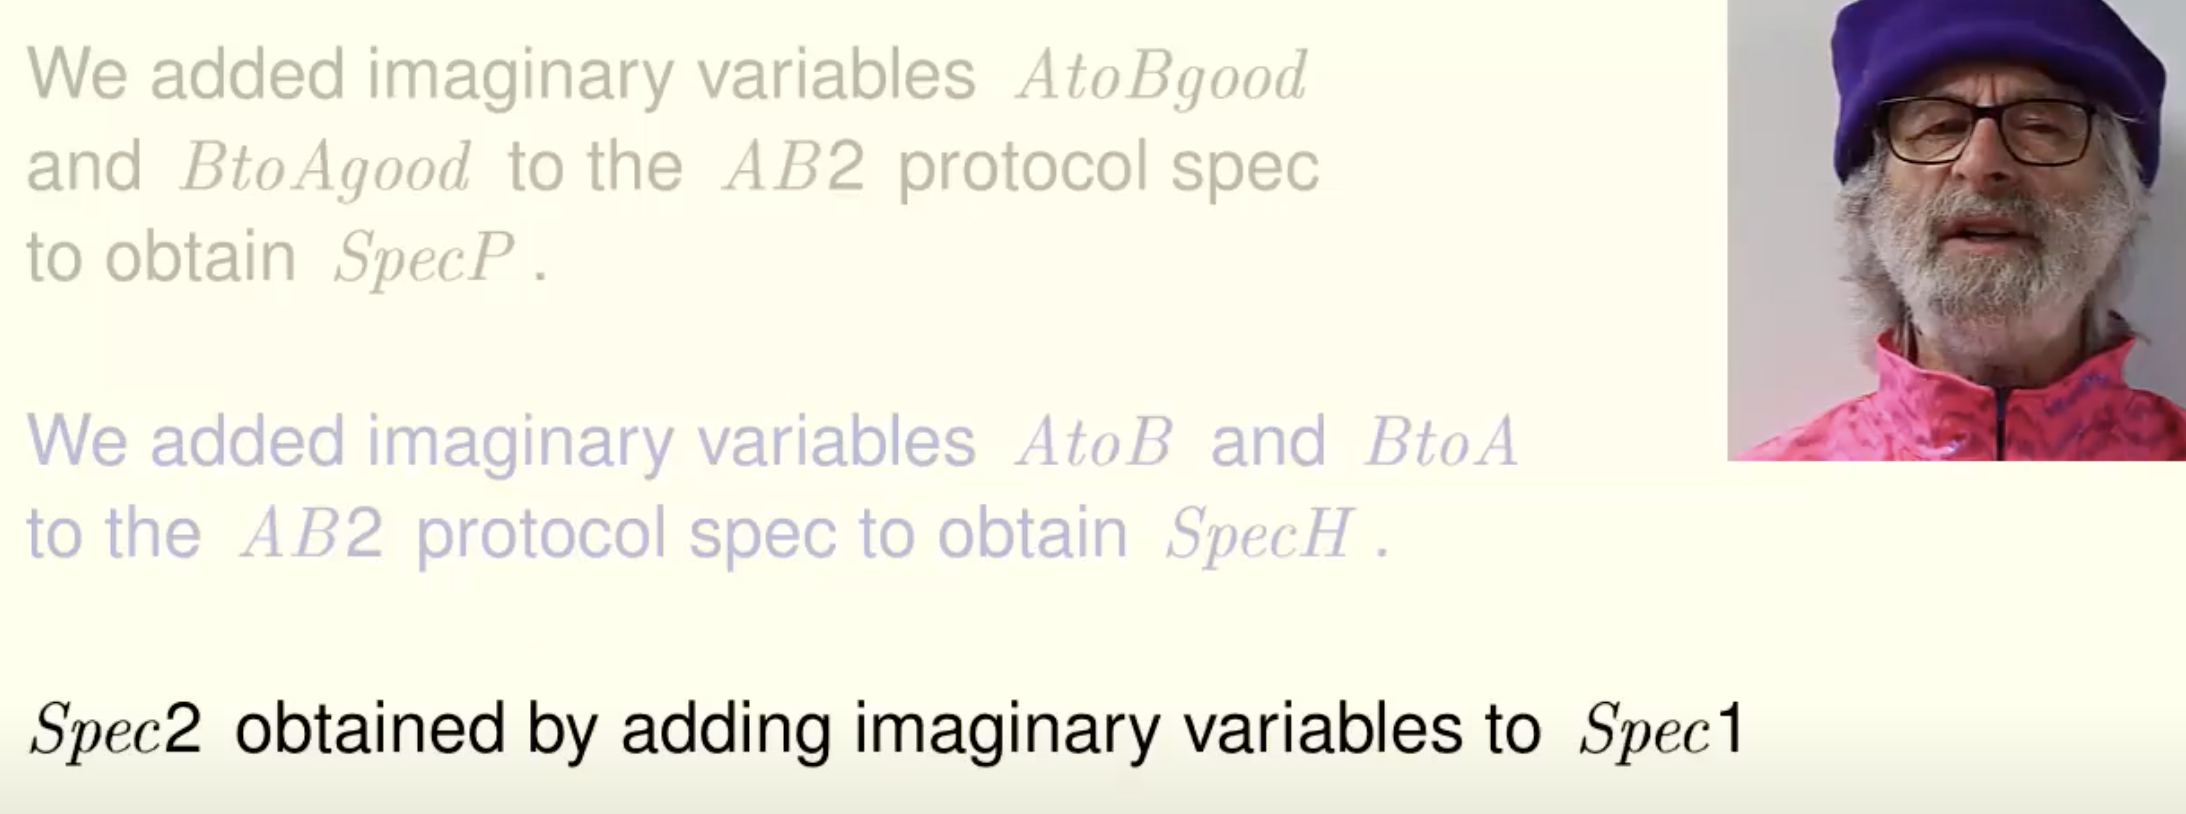 We added imaginary variables AtoBgood
and BtoAgood to the AB2 protocol spec
to obtain SpecP .
We added imaginary variables AtoB and BtoA
to the AB2 protocol spec to obtain SpecH .
Spec2 obtained by adding imaginary variables to Spec1